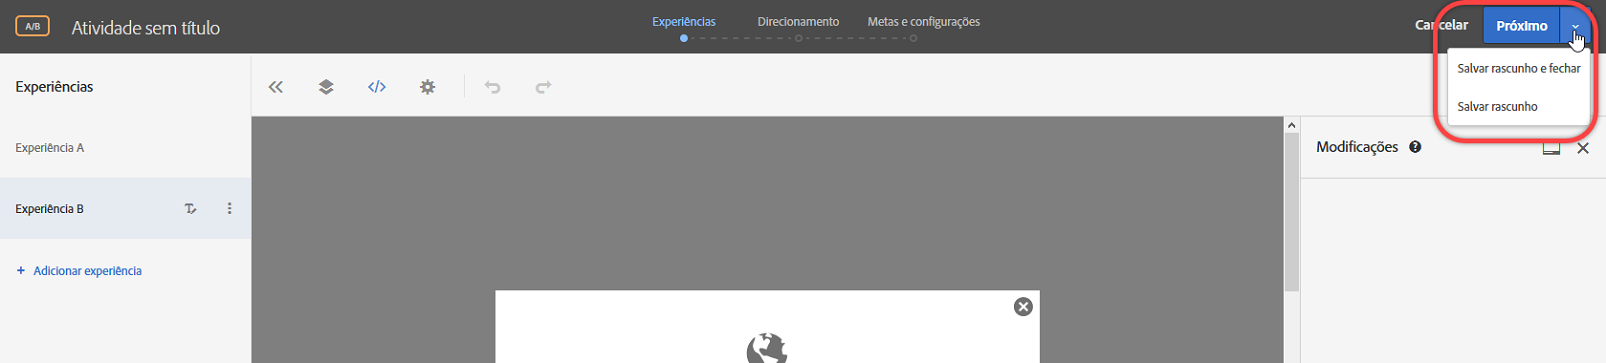 A/B Atividade sem título Experiências Direcionamento Metas e configurações Cancelar Próximo
Salvar rascunho e fechar
Salvar rascunho
Experiências
Experiência A
Experiência B
+ Adicionar experiência
Modificações